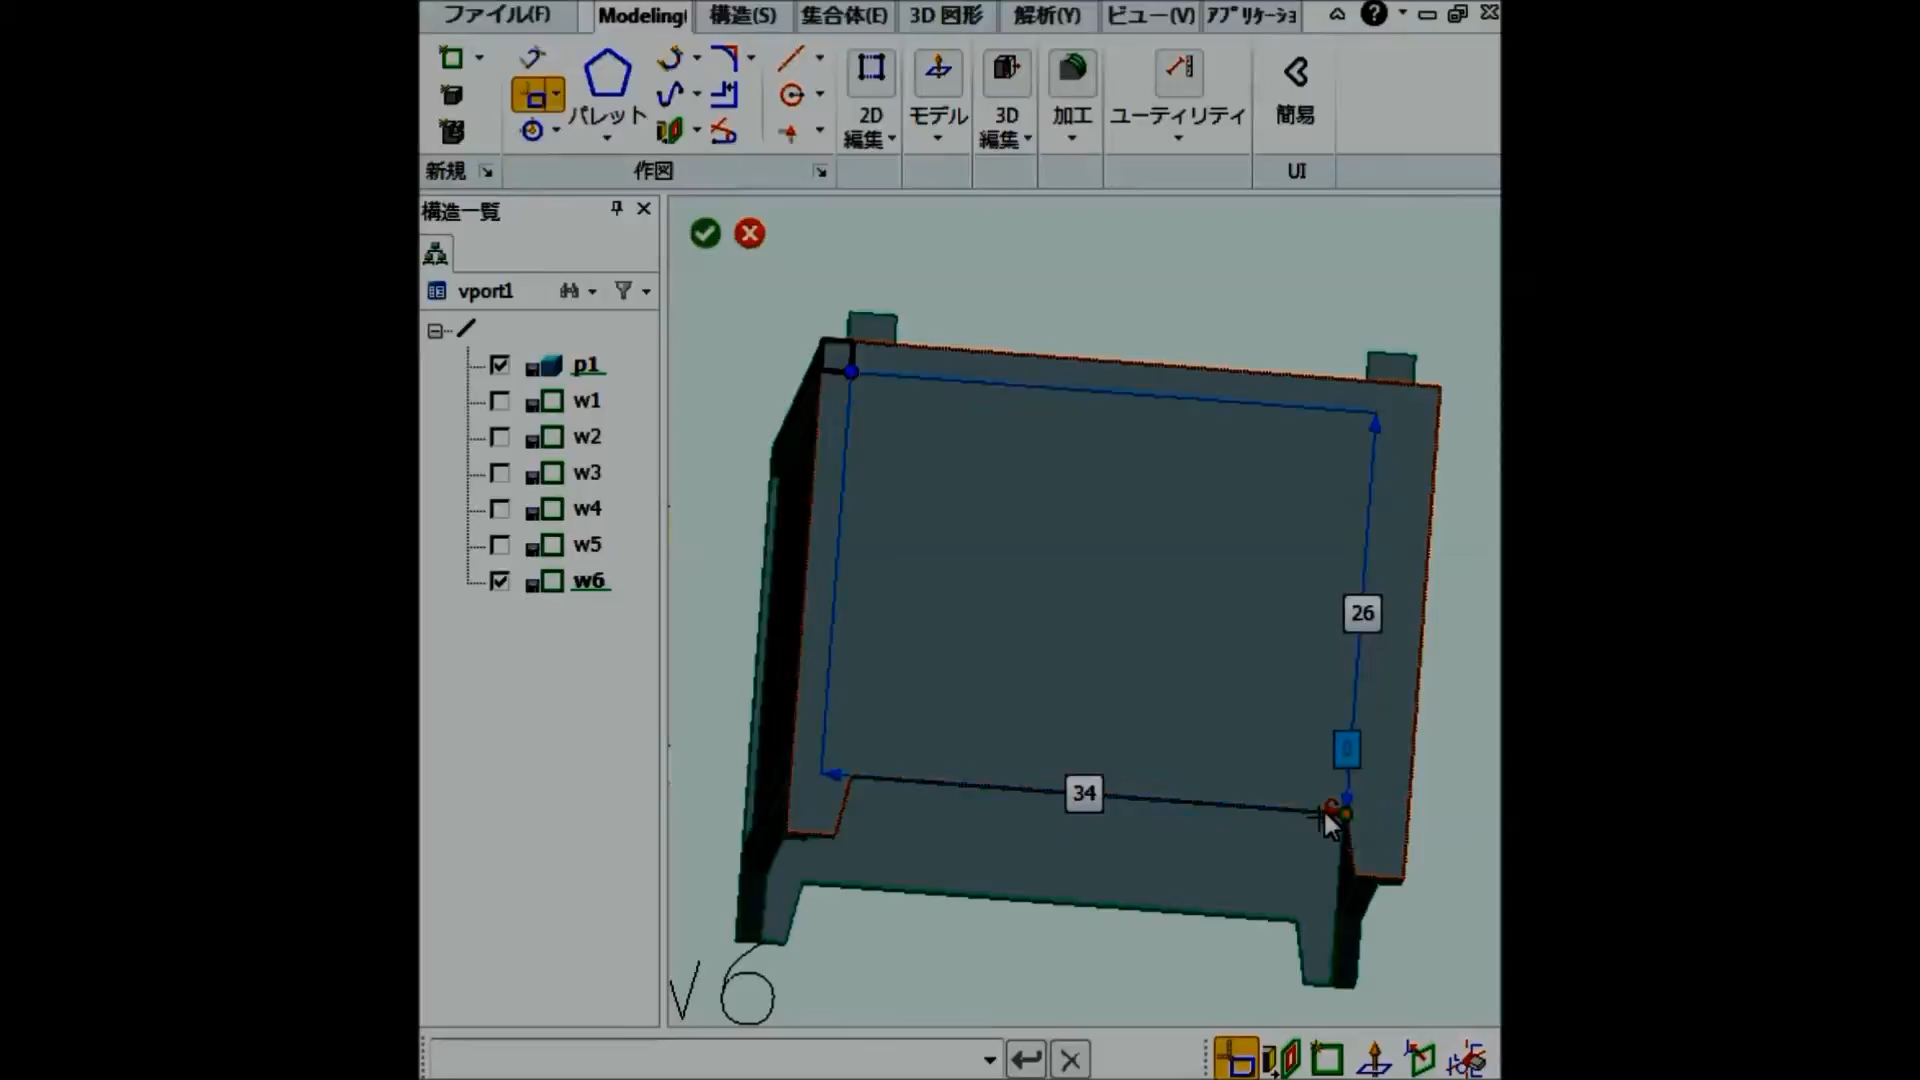 ファイル(F) Modeling 構造(S) 集合体(E) 3D 図形 解析(Y) ビュー(V) アプリケーショ
パレット
2D
編集
モデル
3D
編集
加工
ユーティリティ
簡易
新規
作図
UI
構造一覧
vport1
p1
w1
w2
w3
w4
w5
w6
26
0
34
6